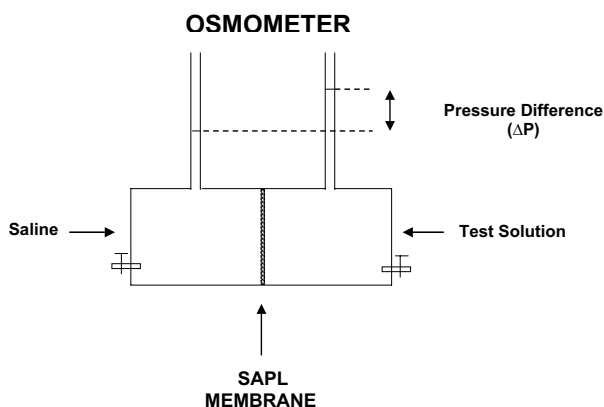 OSMOMETER
Pressure Difference
(ΔP)
Saline
Test Solution
SAPL
MEMBRANE